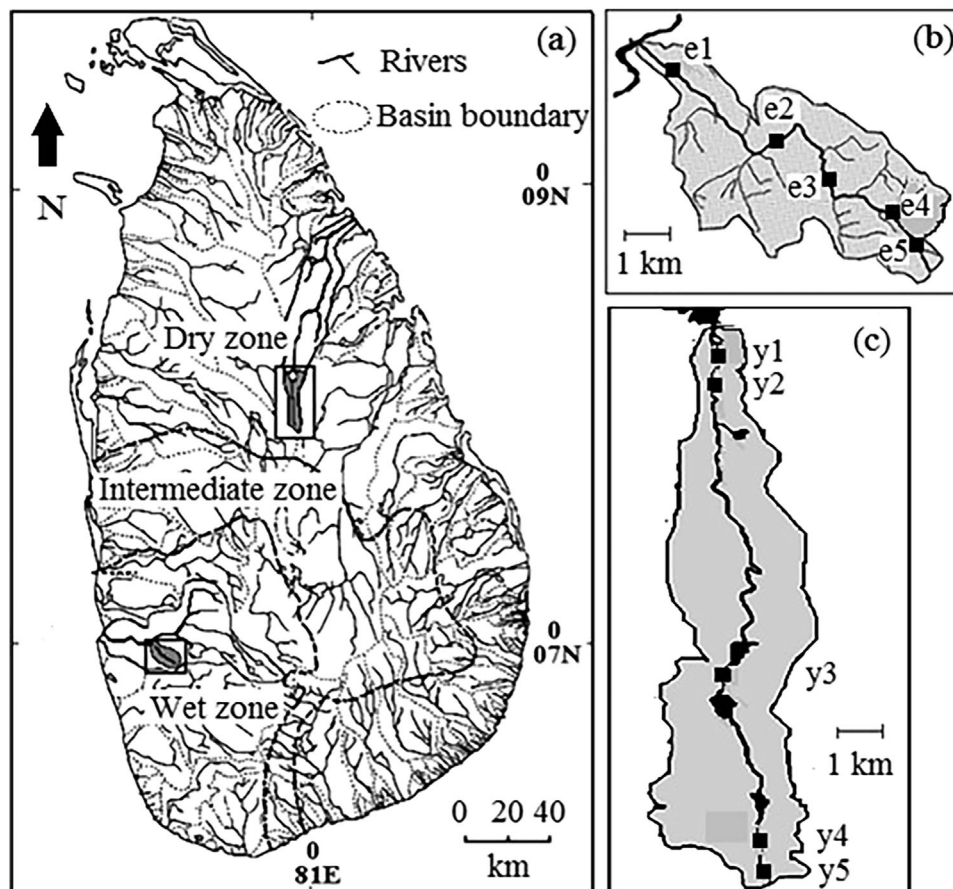 (a)
Rivers
Basin boundary
N
0
09N
Dry zone
Intermediate zone
0
07N
Wet zone
0 20 40
km
0
81E
(b)
e1
e2
e3
e4
e5
1 km
(c)
y1
y2
y3
1 km
y4
y5